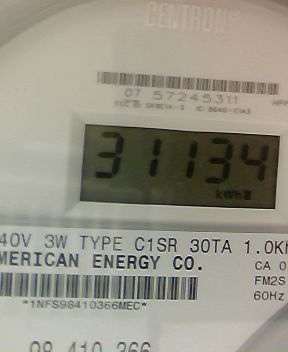 CENTRON®
07 57245311
31134
kWh
40V 3W TYPE C1SR 30TA 1.0K
MERICAN ENERGY CO.
CA 0
FM2S
60Hz
*1NFS98410366MEC*
98 410 366